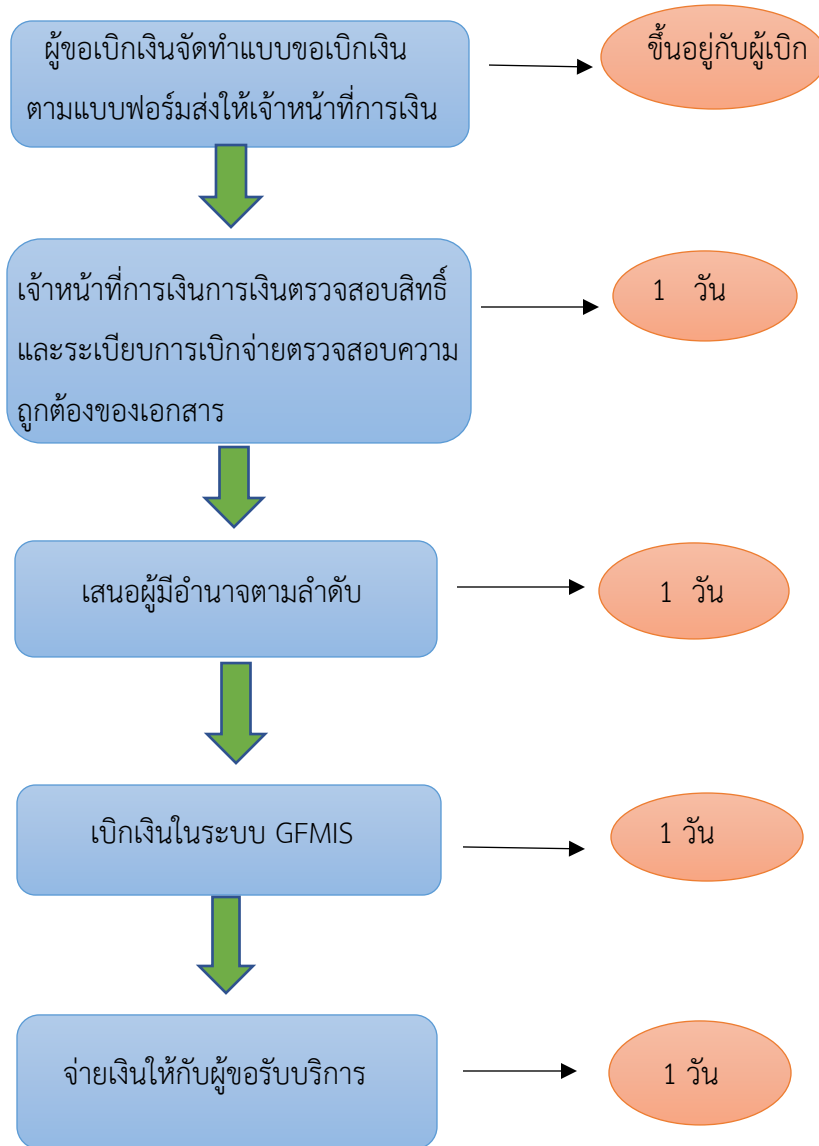 ผู้ขอเบิกเงินจัดทำแบบขอเบิกเงิน
ตามแบบฟอร์มส่งให้เจ้าหน้าที่การเงิน
ขึ้นอยู่กับผู้เบิก
เจ้าหน้าที่การเงินการเงินตรวจสอบสิทธิ์
และระเบียบการเบิกจ่ายตรวจสอบความ
ถูกต้องของเอกสาร
1 วัน
เสนอผู้มีอำนาจตามลำดับ
1 วัน
เบิกเงินในระบบ GFMIS
1 วัน
จ่ายเงินให้กับผู้ขอรับบริการ
1 วัน